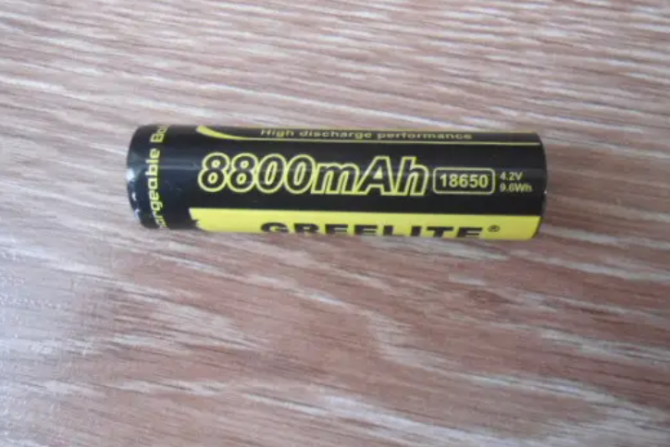 High discharge performance
8800mAh
18650
4.2V
9.6Wh
GREELITE®